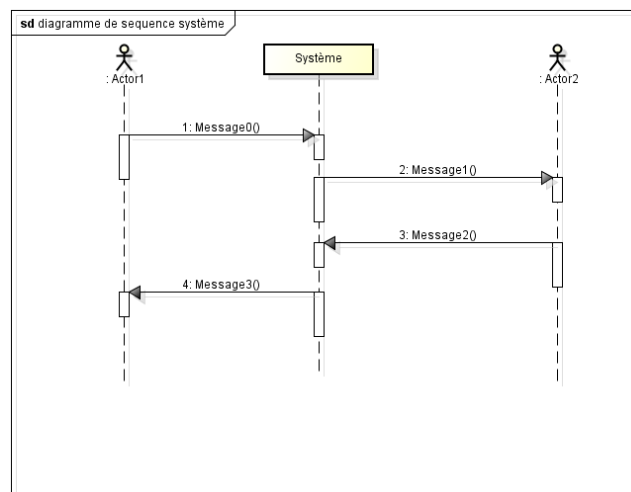 sd diagramme de sequence système
Système
: Actor1
: Actor2
1: Message0()
2: Message1()
3: Message2()
4: Message3()